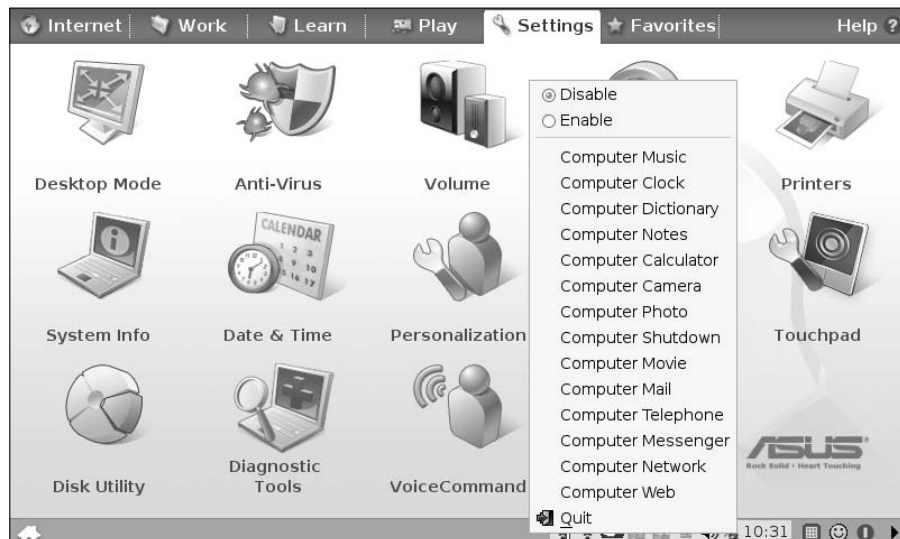 Internet Work Learn Play Settings Favorites Help ?
Desktop Mode Anti-Virus Volume Printers
CALENDAR
System Info Date & Time Personalization Touchpad
Disk Utility Diagnostic Tools VoiceCommand
Disable
Enable
Computer Music
Computer Clock
Computer Dictionary
Computer Notes
Computer Calculator
Computer Camera
Computer Photo
Computer Shutdown
Computer Movie
Computer Mail
Computer Telephone
Computer Messenger
Computer Network
Computer Web
Quit
ASUS
Rock Solid • Heart Touching
10:31